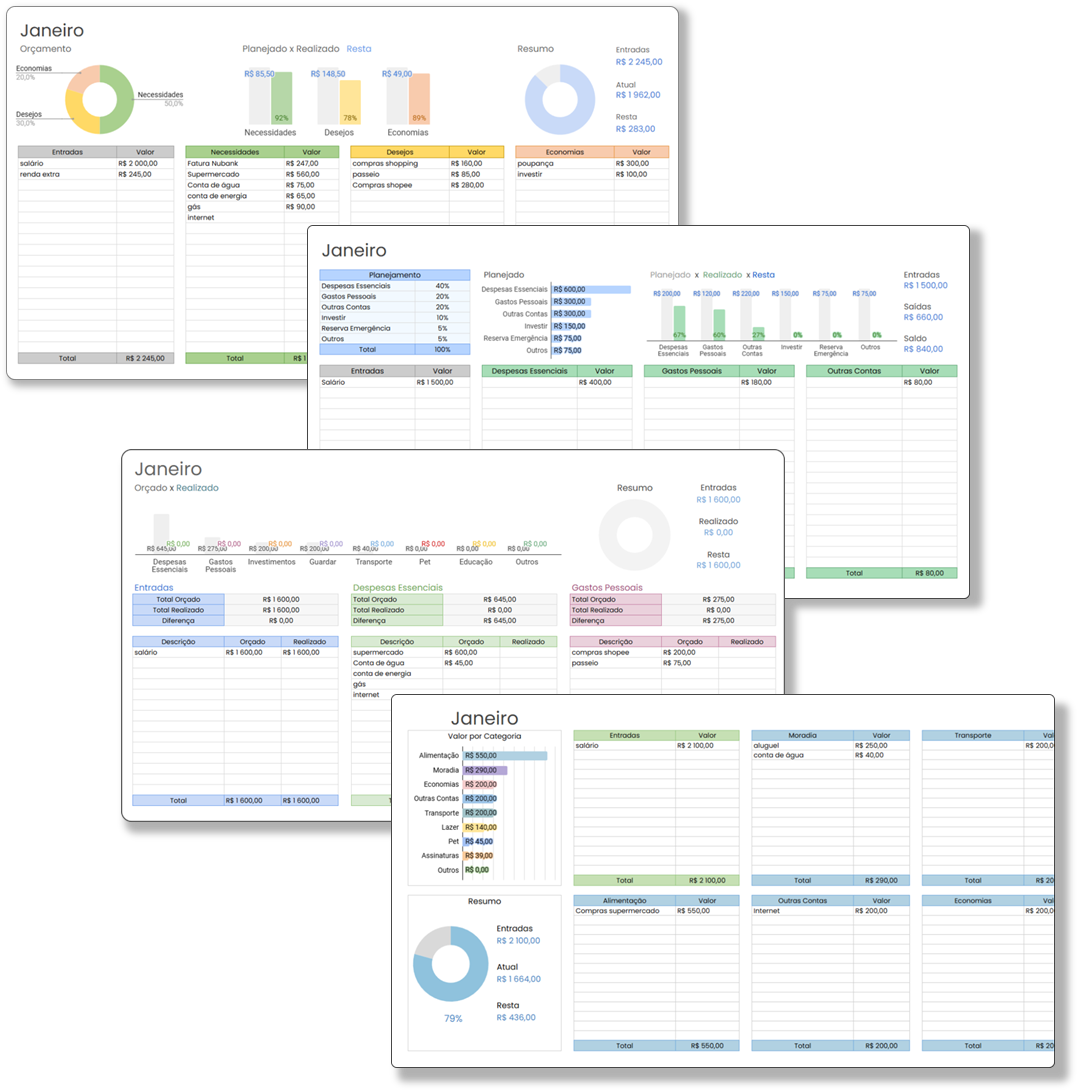 Janeiro
Orçamento
Planejado x Realizado Resta
Resumo
Entradas
R$ 2 245,00
Atual
R$ 1 962,00
Resta
R$ 283,00
Economias
20,0%
Necessidades
50,0%
Desejos
30,0%
R$ 85,50 R$ 148,50 R$ 49,00
92% 78% 89%
Necessidades Desejos Economias
Entradas Valor Necessidades Valor Desejos Valor Economias Valor
salário R$ 2 000,00 Fatura Nubank R$ 247,00 compras shopping R$ 160,00 poupança R$ 300,00
renda extra R$ 245,00 Supermercado R$ 560,00 passeio R$ 85,00 investir R$ 100,00
Conta de água R$ 75,00 Compras shopee R$ 280,00
conta de energia R$ 65,00
gás R$ 90,00
internet
Total R$ 2 245,00 Total R$ 1
Janeiro
Planejamento
Despesas Essenciais 40%
Gastos Pessoais 20%
Outras Contas 20%
Investir 10%
Reserva Emergência 5%
Outros 5%
Total 100%
Planejado
Despesas Essenciais R$ 600,00
Gastos Pessoais R$ 300,00
Outras Contas R$ 300,00
Investir R$ 150,00
Reserva Emergência R$ 75,00
Outros R$ 75,00
Planejado x Realizado x Resta
R$ 200,00 R$ 120,00 R$ 220,00 R$ 150,00 R$ 75,00 R$ 75,00
67% 60% 27% 0% 0% 0%
Despesas Gastos Outras Investir Reserva Outros
Essenciais Pessoais Contas Emergência
Entradas
R$ 1 500,00
Saídas
R$ 660,00
Saldo
R$ 840,00
Entradas Valor Despesas Essenciais Valor Gastos Pessoais Valor Outras Contas Valor
Salário R$ 1 500,00 R$ 400,00 R$ 180,00 R$ 80,00
Total R$ 80,00
Janeiro
Orçado x Realizado
R$ 645,00 R$ 0,00 R$ 275,00 R$ 0,00 R$ 200,00 R$ 0,00 R$ 200,00 R$ 0,00 R$ 40,00 R$ 0,00 R$ 0,00 R$ 0,00 R$ 0,00 R$ 0,00 R$ 0,00 R$ 0,00
Despesas Gastos Investimentos Guardar Transporte Pet Educação Outros
Essenciais Pessoais
Resumo
Entradas
R$ 1 600,00
Realizado
R$ 0,00
Resta
R$ 1 600,00
Entradas Despesas Essenciais Gastos Pessoais
Total Orçado R$ 1 600,00 Total Orçado R$ 645,00 Total Orçado R$ 275,00
Total Realizado R$ 1 600,00 Total Realizado R$ 0,00 Total Realizado R$ 0,00
Diferença R$ 0,00 Diferença R$ 645,00 Diferença R$ 275,00
Descrição Orçado Realizado Descrição Orçado Realizado Descrição Orçado Realizado
salário R$ 1 600,00 R$ 1 600,00 supermercado R$ 600,00 compras shopee R$ 200,00
Conta de água R$ 45,00 passeio R$ 75,00
conta de energia
gás
internet
Total R$ 1 600,00 R$ 1 600,00
Janeiro
Valor por Categoria
Alimentação R$ 550,00
Moradia R$ 290,00
Economias R$ 200,00
Outras Contas R$ 200,00
Transporte R$ 200,00
Lazer R$ 140,00
Pet R$ 45,00
Assinaturas R$ 39,00
Outros R$ 0,00
Entradas Valor Moradia Valor Transporte Val
salário R$ 2 100,00 aluguel R$ 250,00 R$ 200,0
conta de água R$ 40,00
Total R$ 2 100,00 Total R$ 290,00 Total R$ 20
Resumo
Entradas
R$ 2 100,00
Atual
R$ 1 664,00
Resta
R$ 436,00
79%
Alimentação Valor Outras Contas Valor Economias Val
Compras supermercado R$ 550,00 Internet R$ 200,00 R$ 200,0
Total R$ 550,00 Total R$ 200,00 Total R$ 20